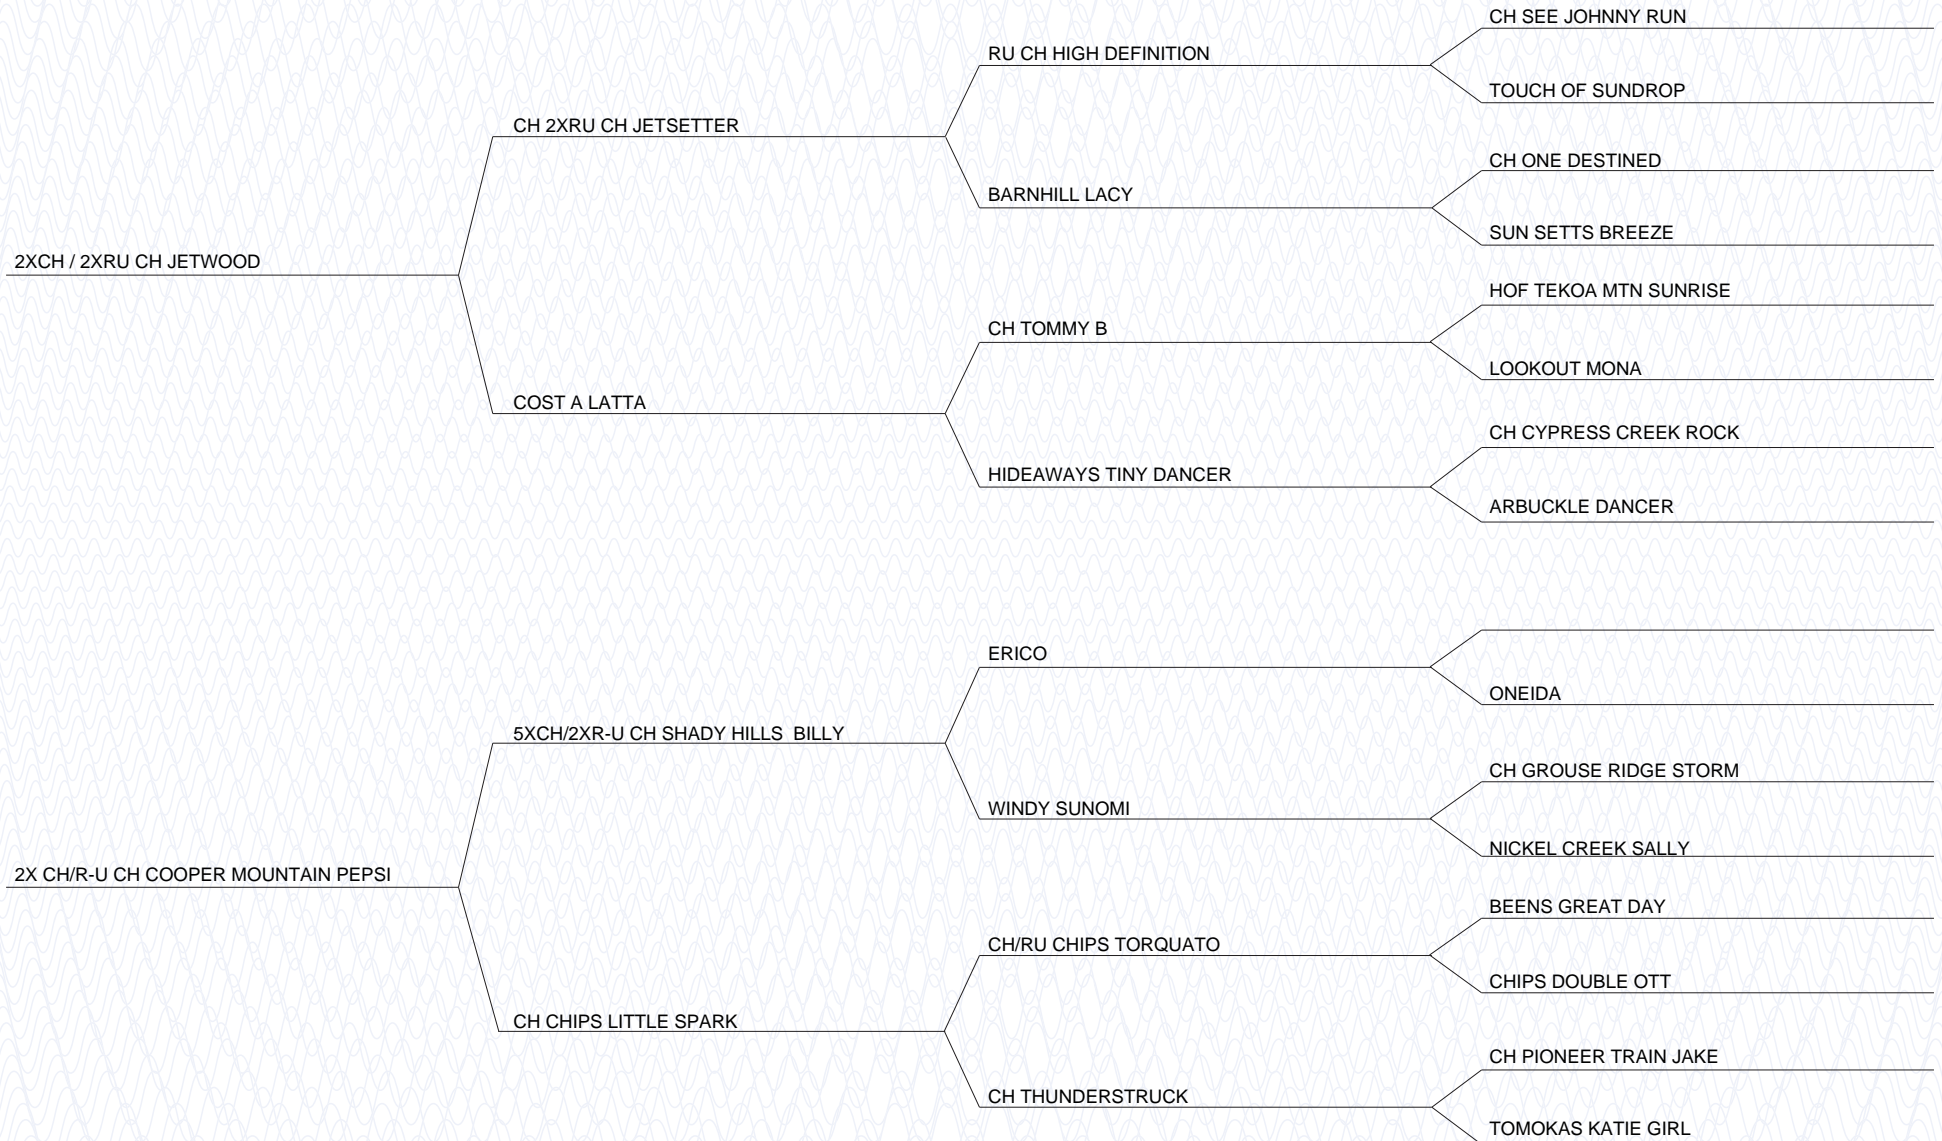 CH SEE JOHNNY RUN
RU CH HIGH DEFINITION
TOUCH OF SUNDROP
CH 2XRU CH JETSETTER
CH ONE DESTINED
BARNHILL LACY
SUN SETTS BREEZE
2XCH / 2XRU CH JETWOOD
HOF TEKOA MTN SUNRISE
CH TOMMY B
LOOKOUT MONA
COST A LATTA
CH CYPRESS CREEK ROCK
HIDEAWAYS TINY DANCER
ARBUCKLE DANCER
ERICO
ONEIDA
5XCH/2XR-U CH SHADY HILLS  BILLY
CH GROUSE RIDGE STORM
WINDY SUNOMI
NICKEL CREEK SALLY
2X CH/R-U CH COOPER MOUNTAIN PEPSI
BEENS GREAT DAY
CH/RU CHIPS TORQUATO
CHIPS DOUBLE OTT
CH CHIPS LITTLE SPARK
CH PIONEER TRAIN JAKE
CH THUNDERSTRUCK
TOMOKAS KATIE GIRL